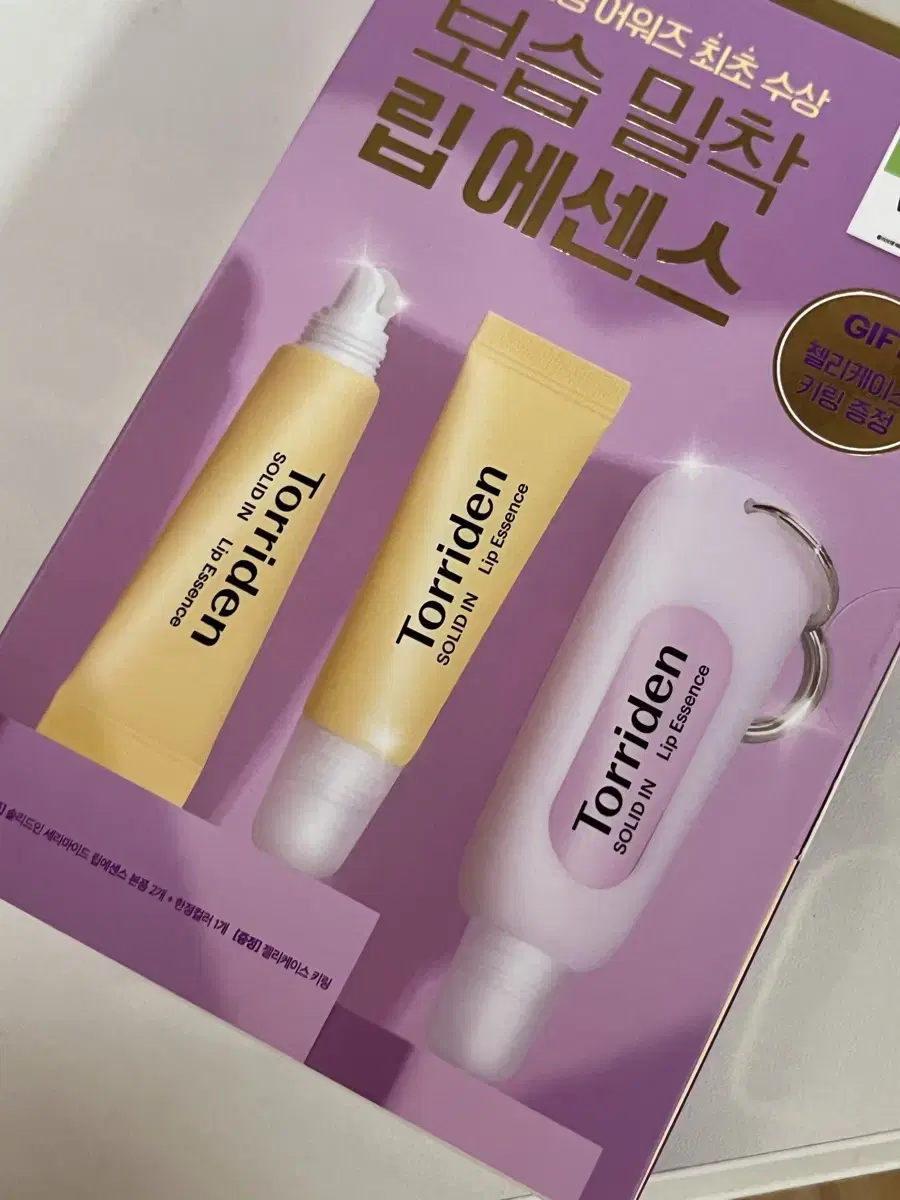 어워즈 최초 수상
보습 밀착
립 에센스
GIF
젤리케이스
키링 증정
Torriden
SOLID IN Lip Essence
Torriden
SOLID IN Lip Essence
Torriden
SOLID IN Lip Essence
솔리드인 세라마이드 립에센스 본품 2개 + 한정컬러 1개 [증정] 젤리케이스 키링